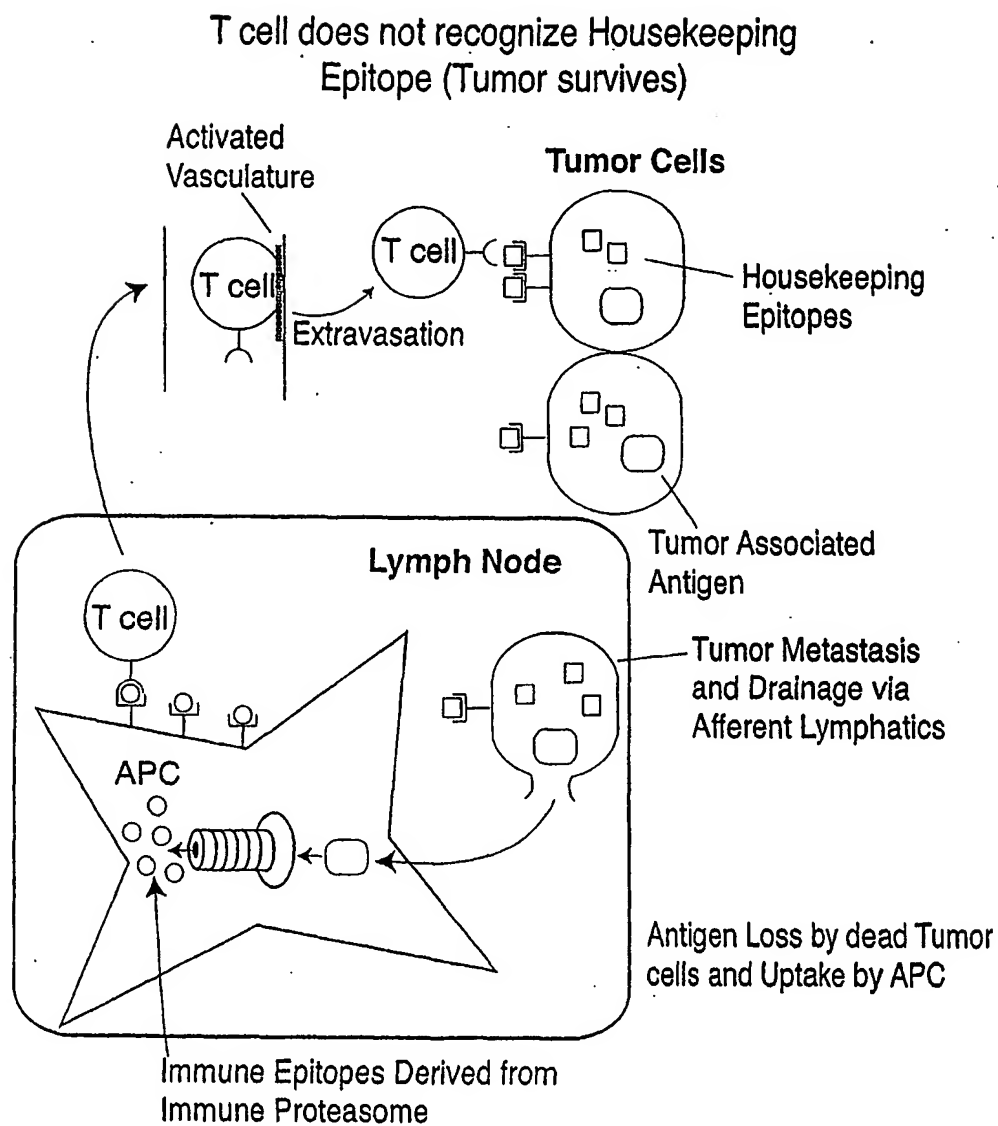 T cell does not recognize Housekeeping
Epitope (Tumor survives)
Activated
Vasculature
Tumor Cells
T cell
T cell
Extravasation
Housekeeping
Epitopes
Tumor Associated
Antigen
Lymph Node
T cell
Tumor Metastasis
and Drainage via
Afferent Lymphatics
APC
Antigen Loss by dead Tumor
cells and Uptake by APC
Immune Epitopes Derived from
Immune Proteasome